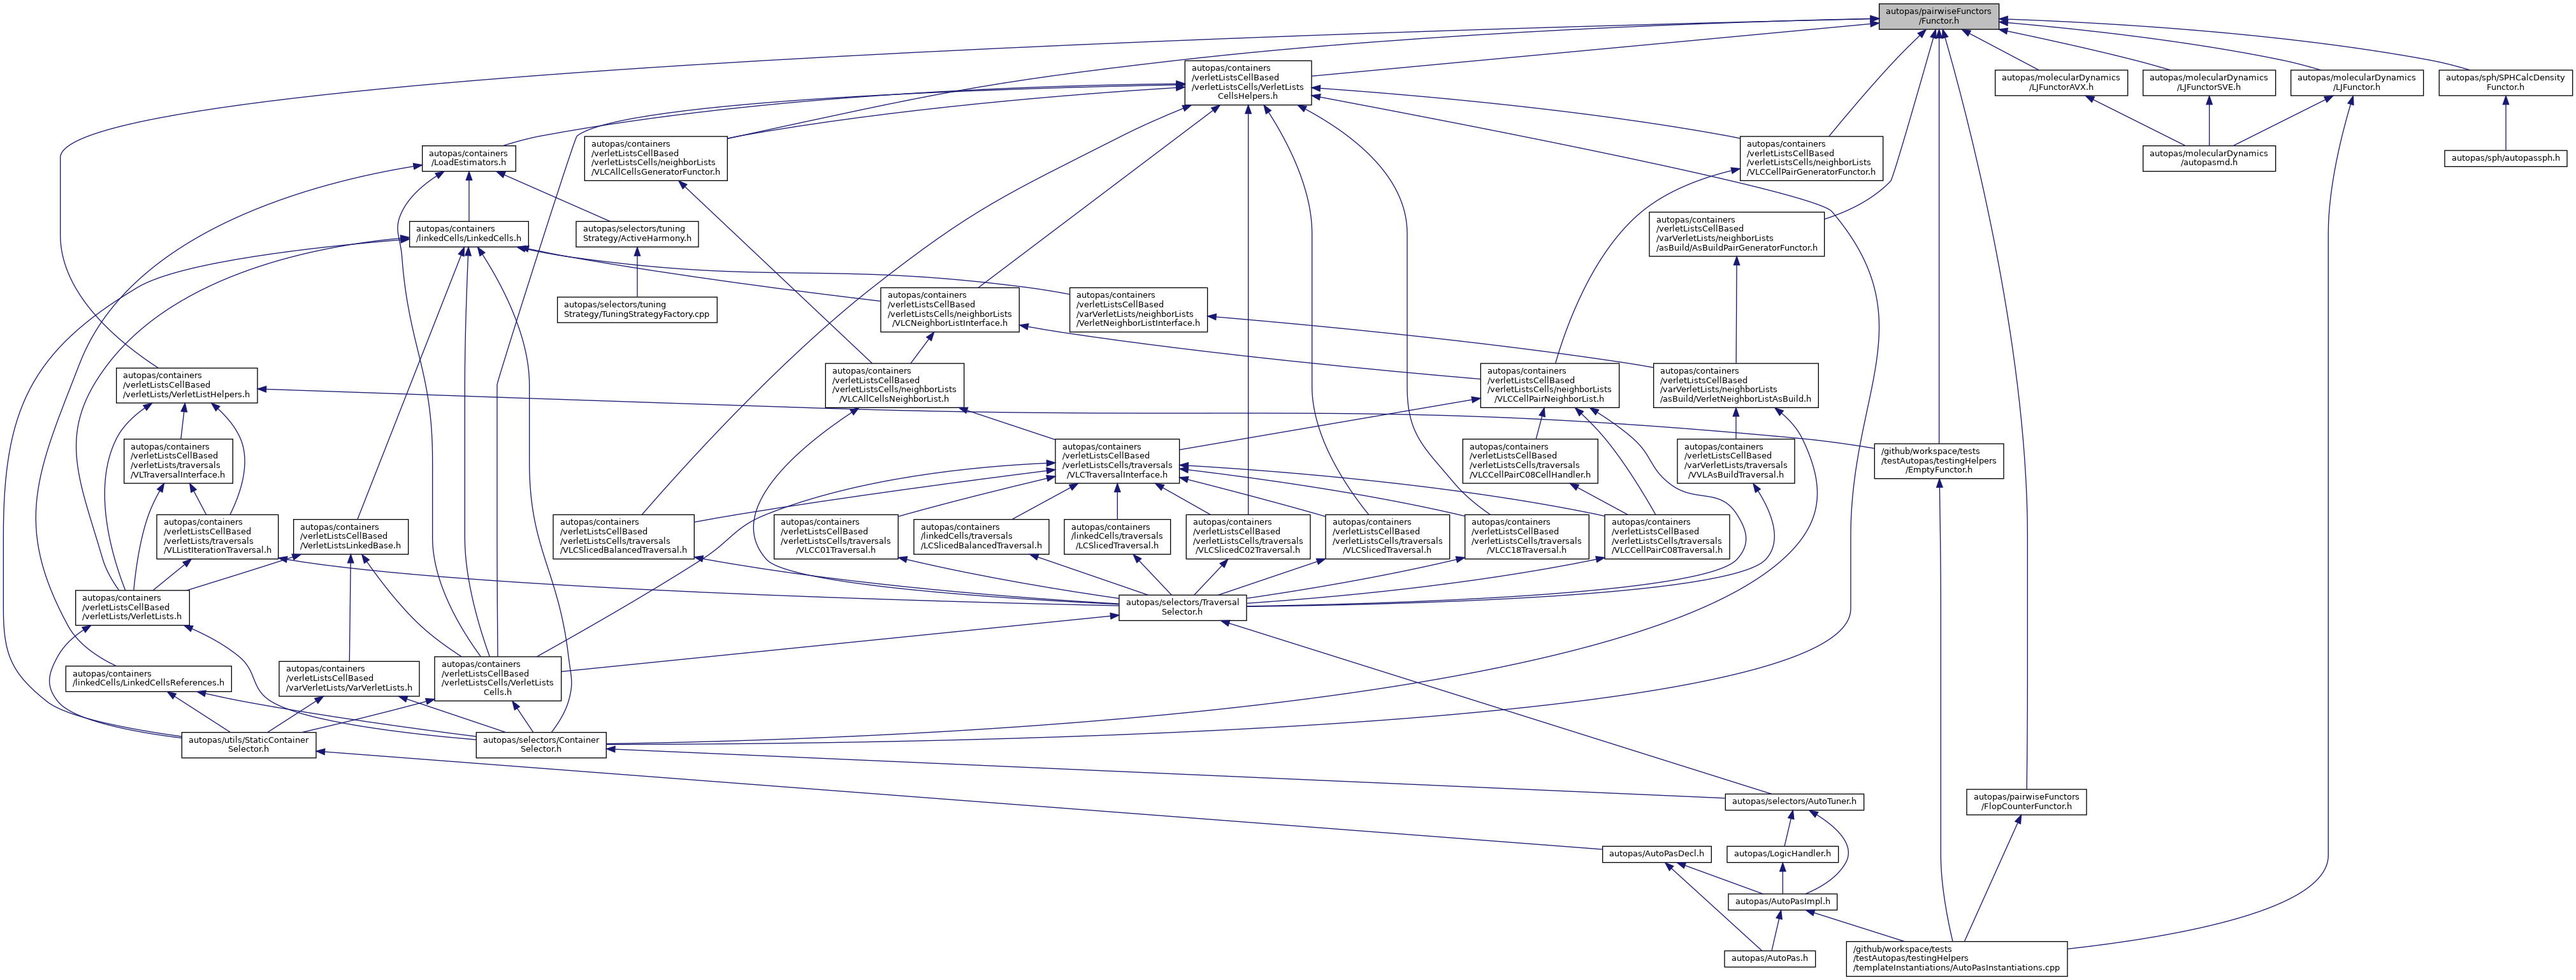 autopas/pairwiseFunctors
/Functor.h
autopas/containers
/verletListsCellBased
/verletListsCells/VerletLists
CellsHelpers.h
autopas/molecularDynamics
/LJFunctorAVX.h
autopas/molecularDynamics
/LJFunctorSVE.h
autopas/molecularDynamics
/LJFunctor.h
autopas/sph/SPHCalcDensity
Functor.h
autopas/containers
/LoadEstimators.h
autopas/containers
/verletListsCellBased
/verletListsCells/neighborLists
/VLCAllCellsGeneratorFunctor.h
autopas/containers
/verletListsCellBased
/verletListsCells/neighborLists
/VLCCellPairGeneratorFunctor.h
autopas/molecularDynamics
/autopasmd.h
autopas/sph/autopassph.h
autopas/containers
/linkedCells/LinkedCells.h
autopas/selectors/tuning
Strategy/ActiveHarmony.h
autopas/containers
/verletListsCellBased
/varVerletLists/neighborLists
/asBuild/AsBuildPairGeneratorFunctor.h
autopas/selectors/tuning
Strategy/TuningStrategyFactory.cpp
autopas/containers
/verletListsCellBased
/verletListsCells/neighborLists
/VLCNeighborListInterface.h
autopas/containers
/verletListsCellBased
/varVerletLists/neighborLists
/VerletNeighborListInterface.h
autopas/containers
/verletListsCellBased
/verletLists/VerletListHelpers.h
autopas/containers
/verletListsCellBased
/verletListsCells/neighborLists
/VLCAllCellsNeighborList.h
autopas/containers
/verletListsCellBased
/verletListsCells/neighborLists
/VLCCellPairNeighborList.h
autopas/containers
/verletListsCellBased
/varVerletLists/neighborLists
/asBuild/VerletNeighborListAsBuild.h
autopas/containers
/verletListsCellBased
/verletLists/traversals
/VLTraversalInterface.h
autopas/containers
/verletListsCellBased
/verletListsCells/traversals
/VLCTraversalInterface.h
autopas/containers
/verletListsCellBased
/verletListsCells/traversals
/VLCCellPairC08CellHandler.h
autopas/containers
/verletListsCellBased
/varVerletLists/traversals
/VVLAsBuildTraversal.h
/github/workspace/tests
/testAutopas/testingHelpers
/EmptyFunctor.h
autopas/containers
/verletListsCellBased
/verletLists/traversals
/VLListIterationTraversal.h
autopas/containers
/verletListsCellBased
/VerletListsLinkedBase.h
autopas/containers
/verletListsCellBased
/verletListsCells/traversals
/VLCSlicedBalancedTraversal.h
autopas/containers
/verletListsCellBased
/verletListsCells/traversals
/VLCC01Traversal.h
autopas/containers
/linkedCells/traversals
/LCSlicedBalancedTraversal.h
autopas/containers
/linkedCells/traversals
/LCSlicedTraversal.h
autopas/containers
/verletListsCellBased
/verletListsCells/traversals
/VLCSlicedC02Traversal.h
autopas/containers
/verletListsCellBased
/verletListsCells/traversals
/VLCSlicedTraversal.h
autopas/containers
/verletListsCellBased
/verletListsCells/traversals
/VLCC18Traversal.h
autopas/containers
/verletListsCellBased
/verletListsCells/traversals
/VLCCellPairC08Traversal.h
autopas/containers
/verletListsCellBased
/verletLists/VerletLists.h
autopas/selectors/Traversal
Selector.h
autopas/containers
/linkedCells/LinkedCellsReferences.h
autopas/containers
/verletListsCellBased
/varVerletLists/VarVerletLists.h
autopas/containers
/verletListsCellBased
/verletListsCells/VerletLists
Cells.h
autopas/utils/StaticContainer
Selector.h
autopas/selectors/Container
Selector.h
autopas/selectors/AutoTuner.h
autopas/pairwiseFunctors
/FlopCounterFunctor.h
autopas/AutoPasDecl.h
autopas/LogicHandler.h
autopas/AutoPasImpl.h
autopas/AutoPas.h
/github/workspace/tests
/testAutopas/testingHelpers
/templateInstantiations/AutoPasInstantiations.cpp